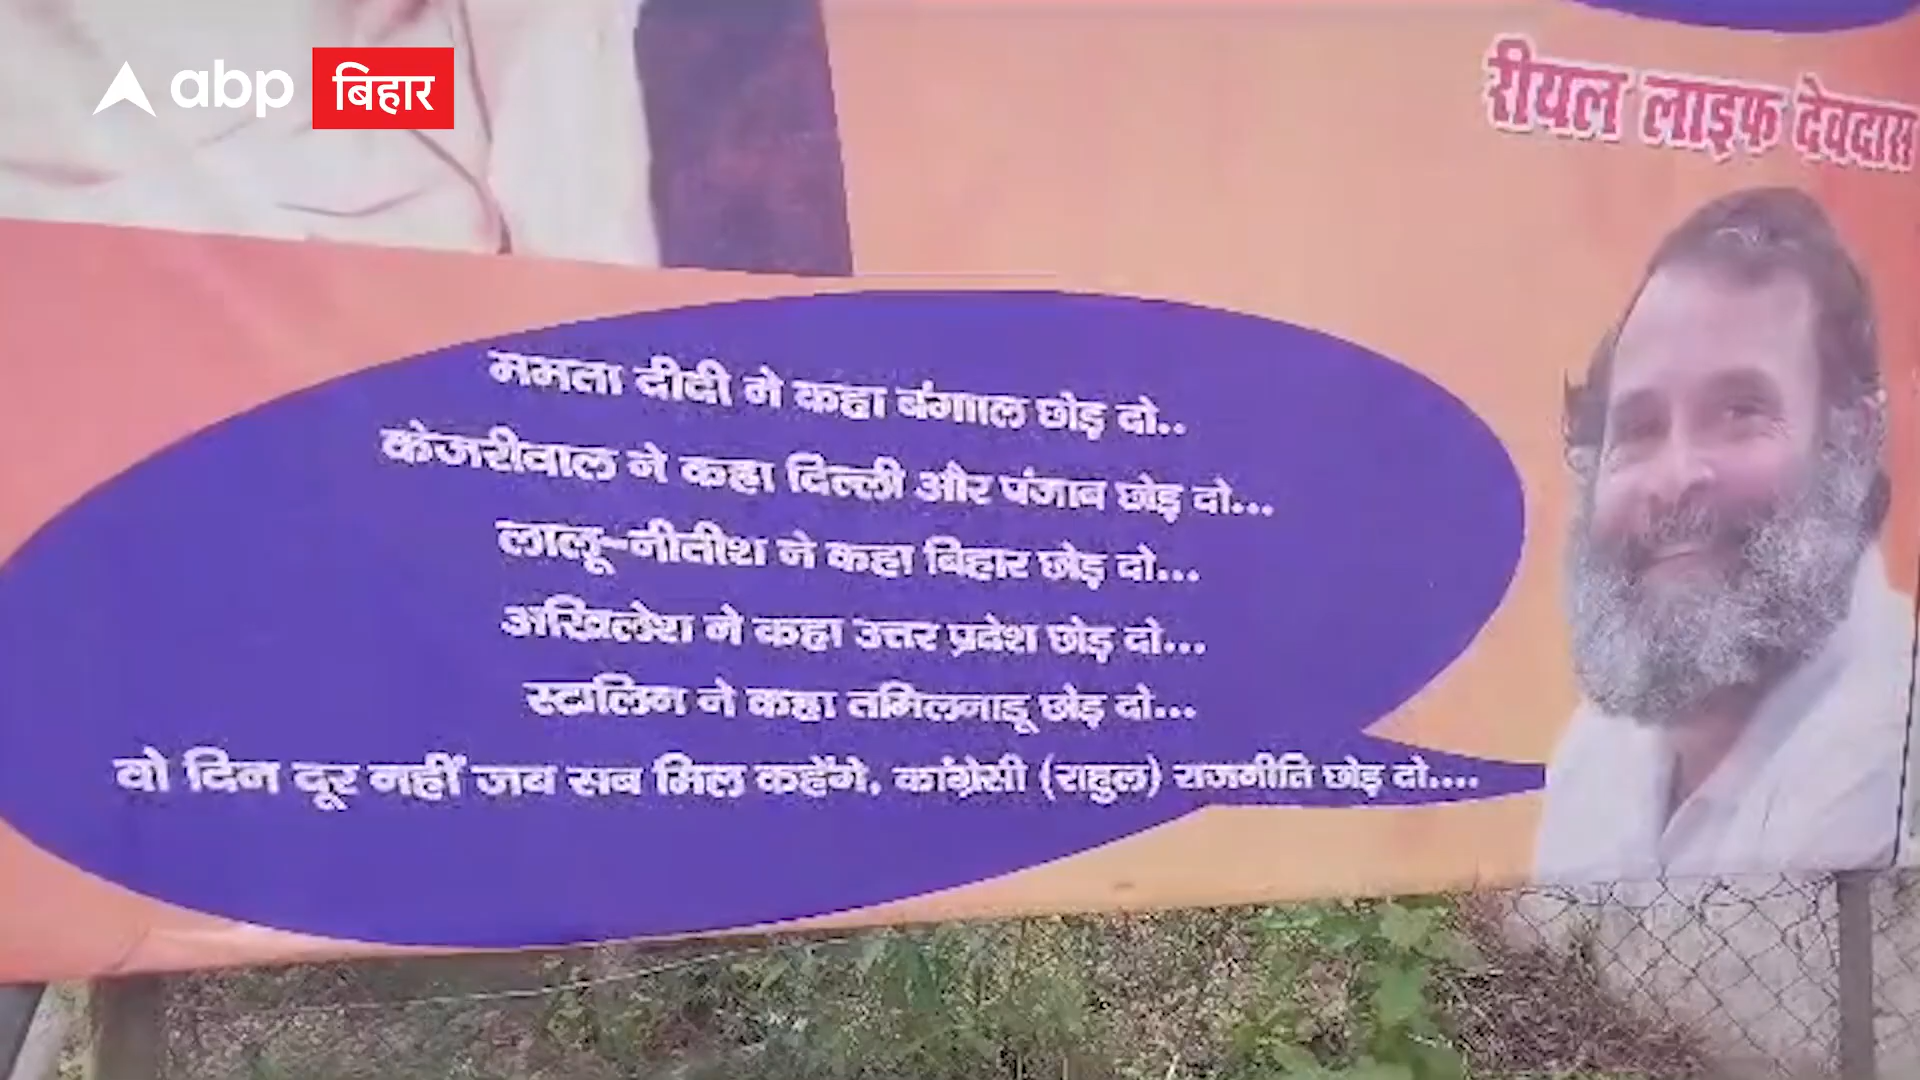 abp बिहार
रीयल लाइफ देवदास
ममता दीदी ने कहा बंगाल छोड़ दो..
केजरीवाल ने कहा दिल्ली और पंजाब छोड़ दो...
लालू-नीतीश ने कहा बिहार छोड़ दो...
अखिलेश ने कहा उत्तर प्रदेश छोड़ दो...
स्टालिन ने कहा तमिलनाडू छोड़ दो...
वो दिन दूर नहीं जब सब मिल कहेंगे, कांग्रेसी (राहुल) राजनीति छोड़ दो....